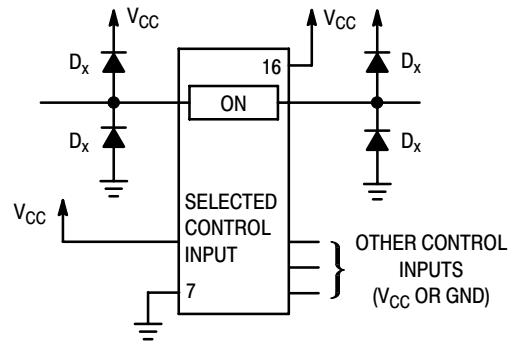 V_CC
V_CC
D_x
D_x
16
ON
D_x
D_x
V_CC
SELECTED
CONTROL
INPUT
OTHER CONTROL
INPUTS
(V_CC OR GND)
7